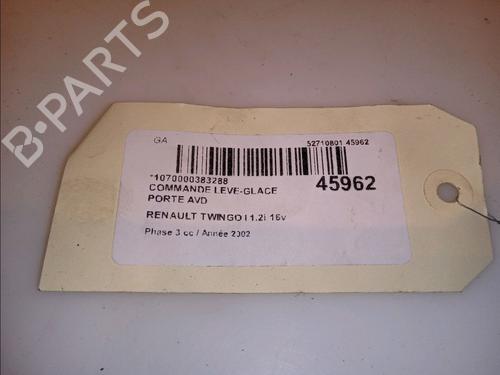 B-PARTS
GA
52710801 45962
*1070000383288
COMMANDE LEVE-GLACE
PORTE AVD
45962
RENAULT TWINGO I 1.2i 16v
Phase 3 cc / Année 2002